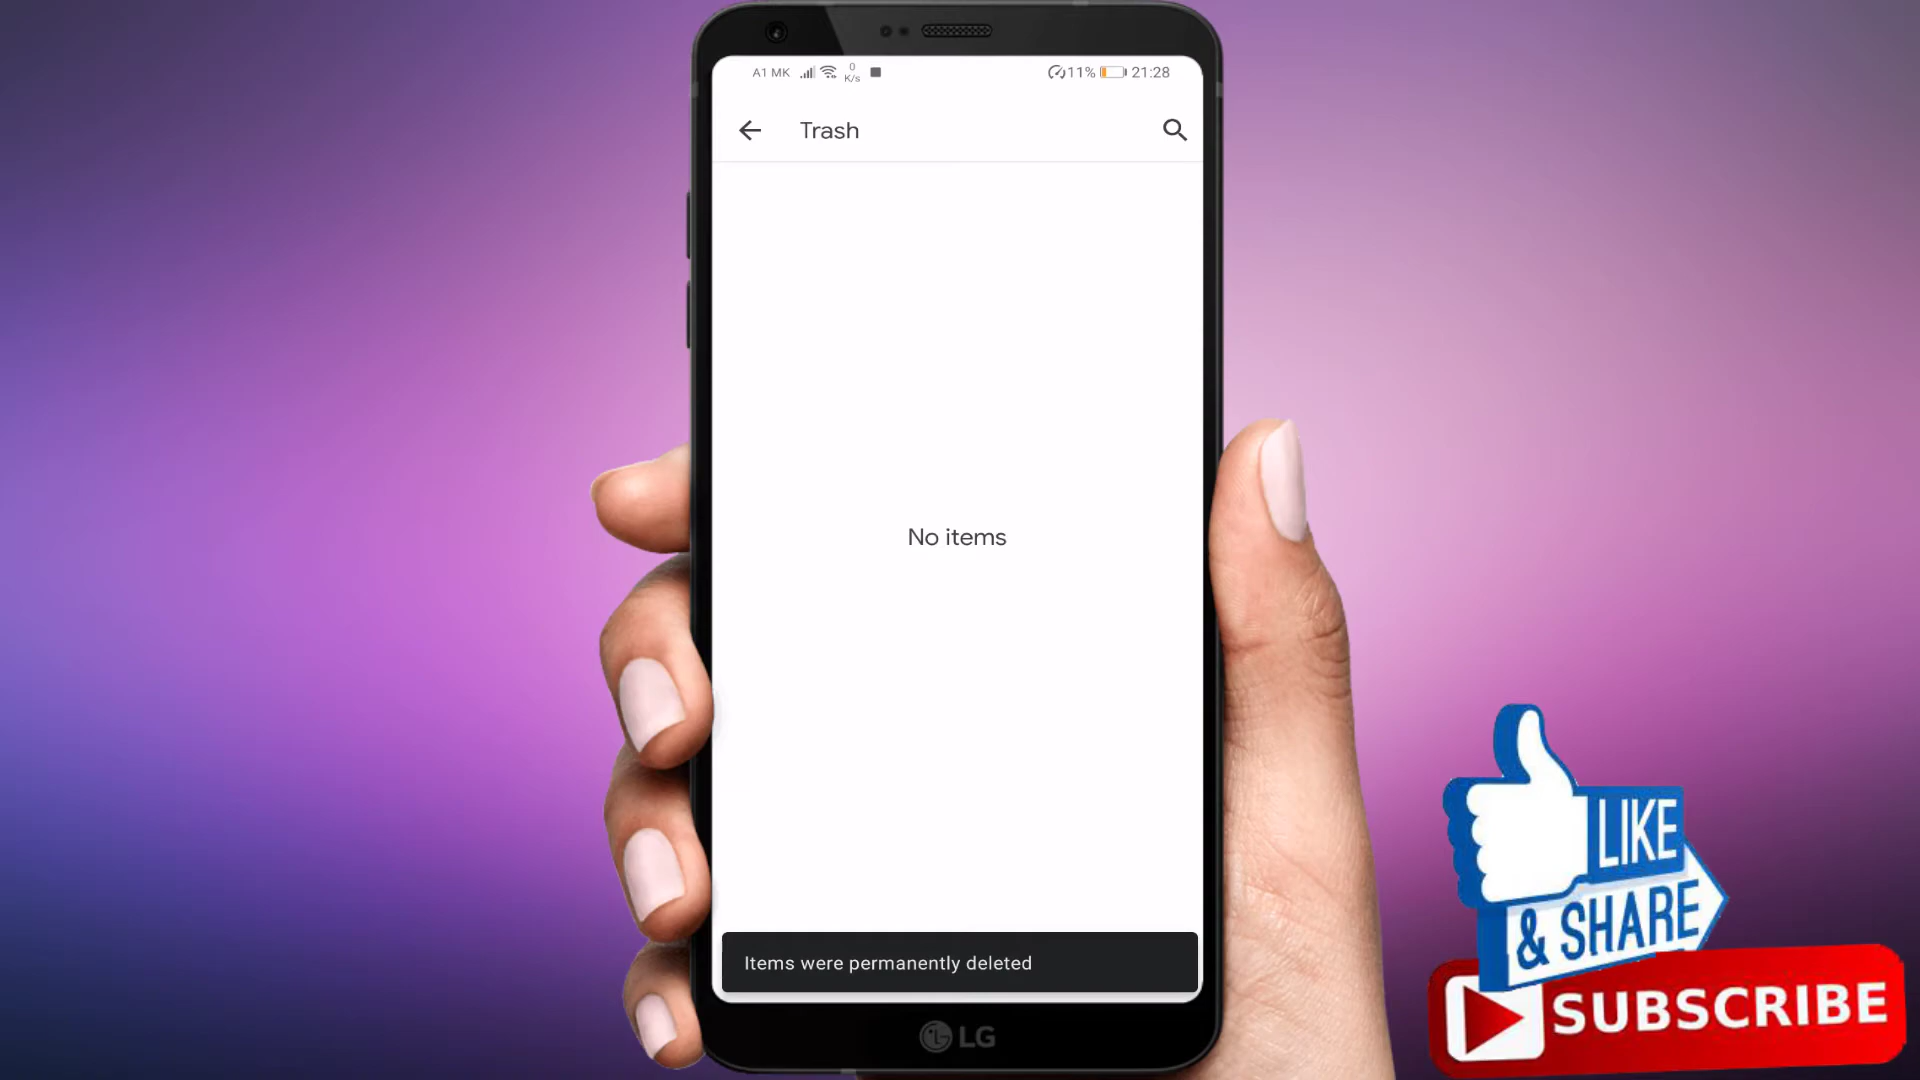 A1 MK 0 K/s 11% 21:28
Trash
No items
Items were permanently deleted
LG
LIKE
& SHARE
SUBSCRIBE